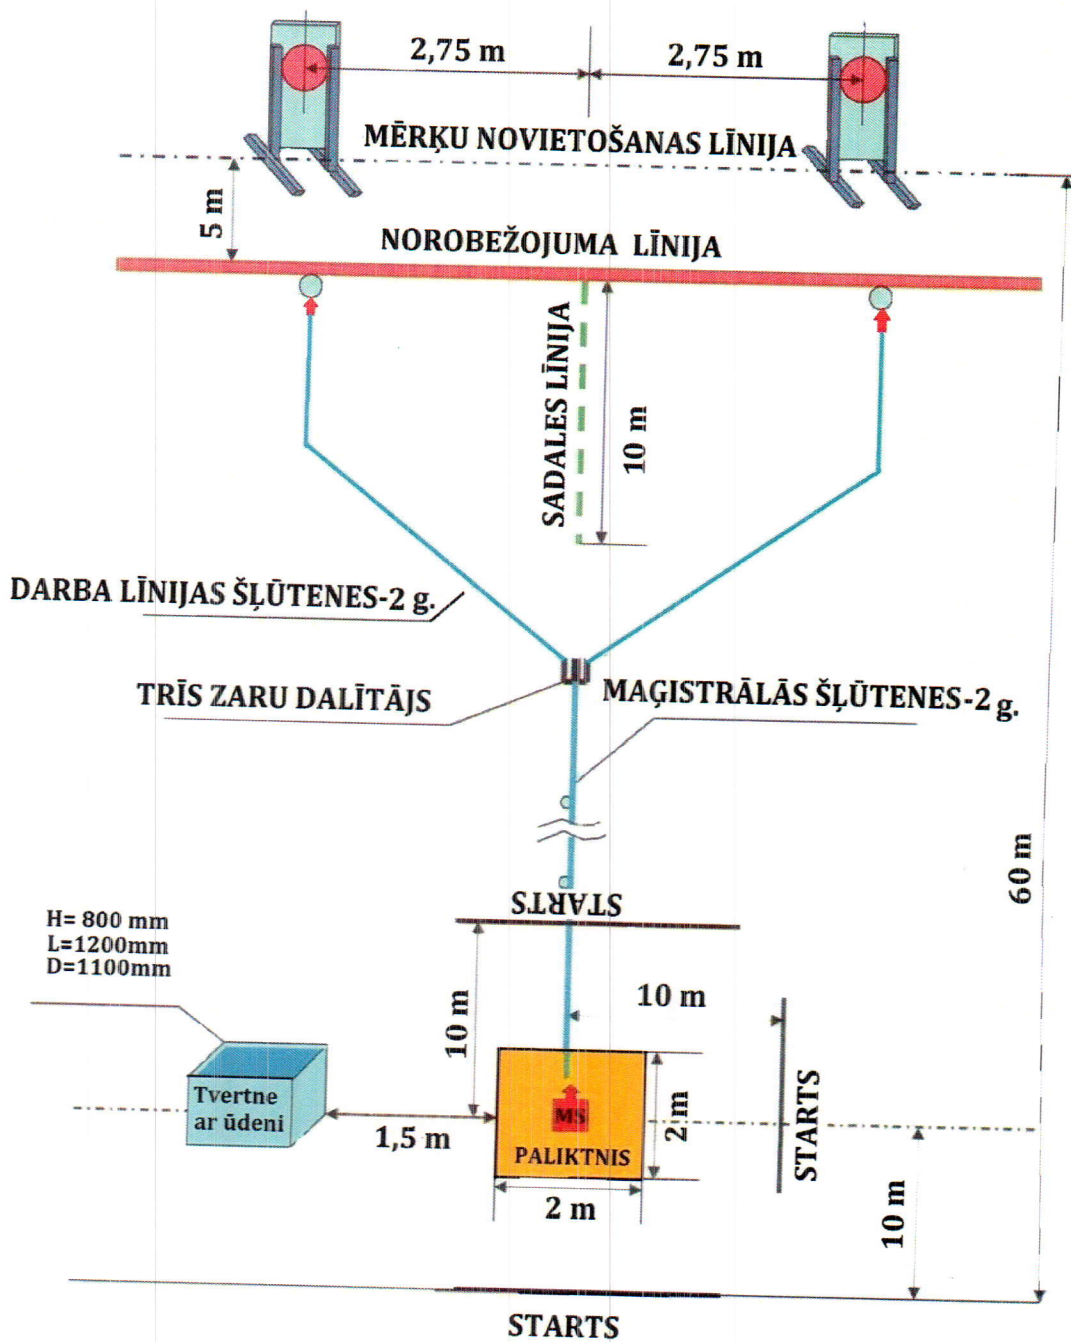 2,75 m
2,75 m
MĒRĶU NOVIETOŠANAS LĪNIJA
5 m
NOROBEŽOJUMA LĪNIJA
SADALES LĪNIJA
10 m
DARBA LĪNIJAS ŠĻŪTENES-2 g.
TRĪS ZARU DALĪTĀJS
MAĢISTRĀLĀS ŠĻŪTENES-2 g.
60 m
STARTS
H= 800 mm
L=1200mm
D=1100mm
10 m
10 m
Tvertne
ar ūdeni
1,5 m
MS
PALIKTNIS
2 m
2 m
STARTS
10 m
STARTS